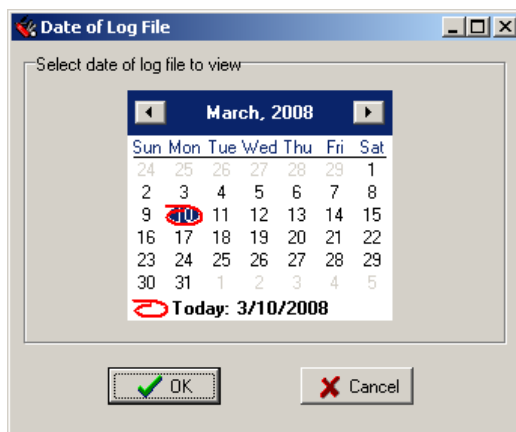 Date of Log File
Select date of log file to view
March, 2008
Sun Mon Tue Wed Thu Fri Sat
24 25 26 27 28 29 1
2 3 4 5 6 7 8
9 10 11 12 13 14 15
16 17 18 19 20 21 22
23 24 25 26 27 28 29
30 31 1 2 3 4 5
Today: 3/10/2008
OK Cancel